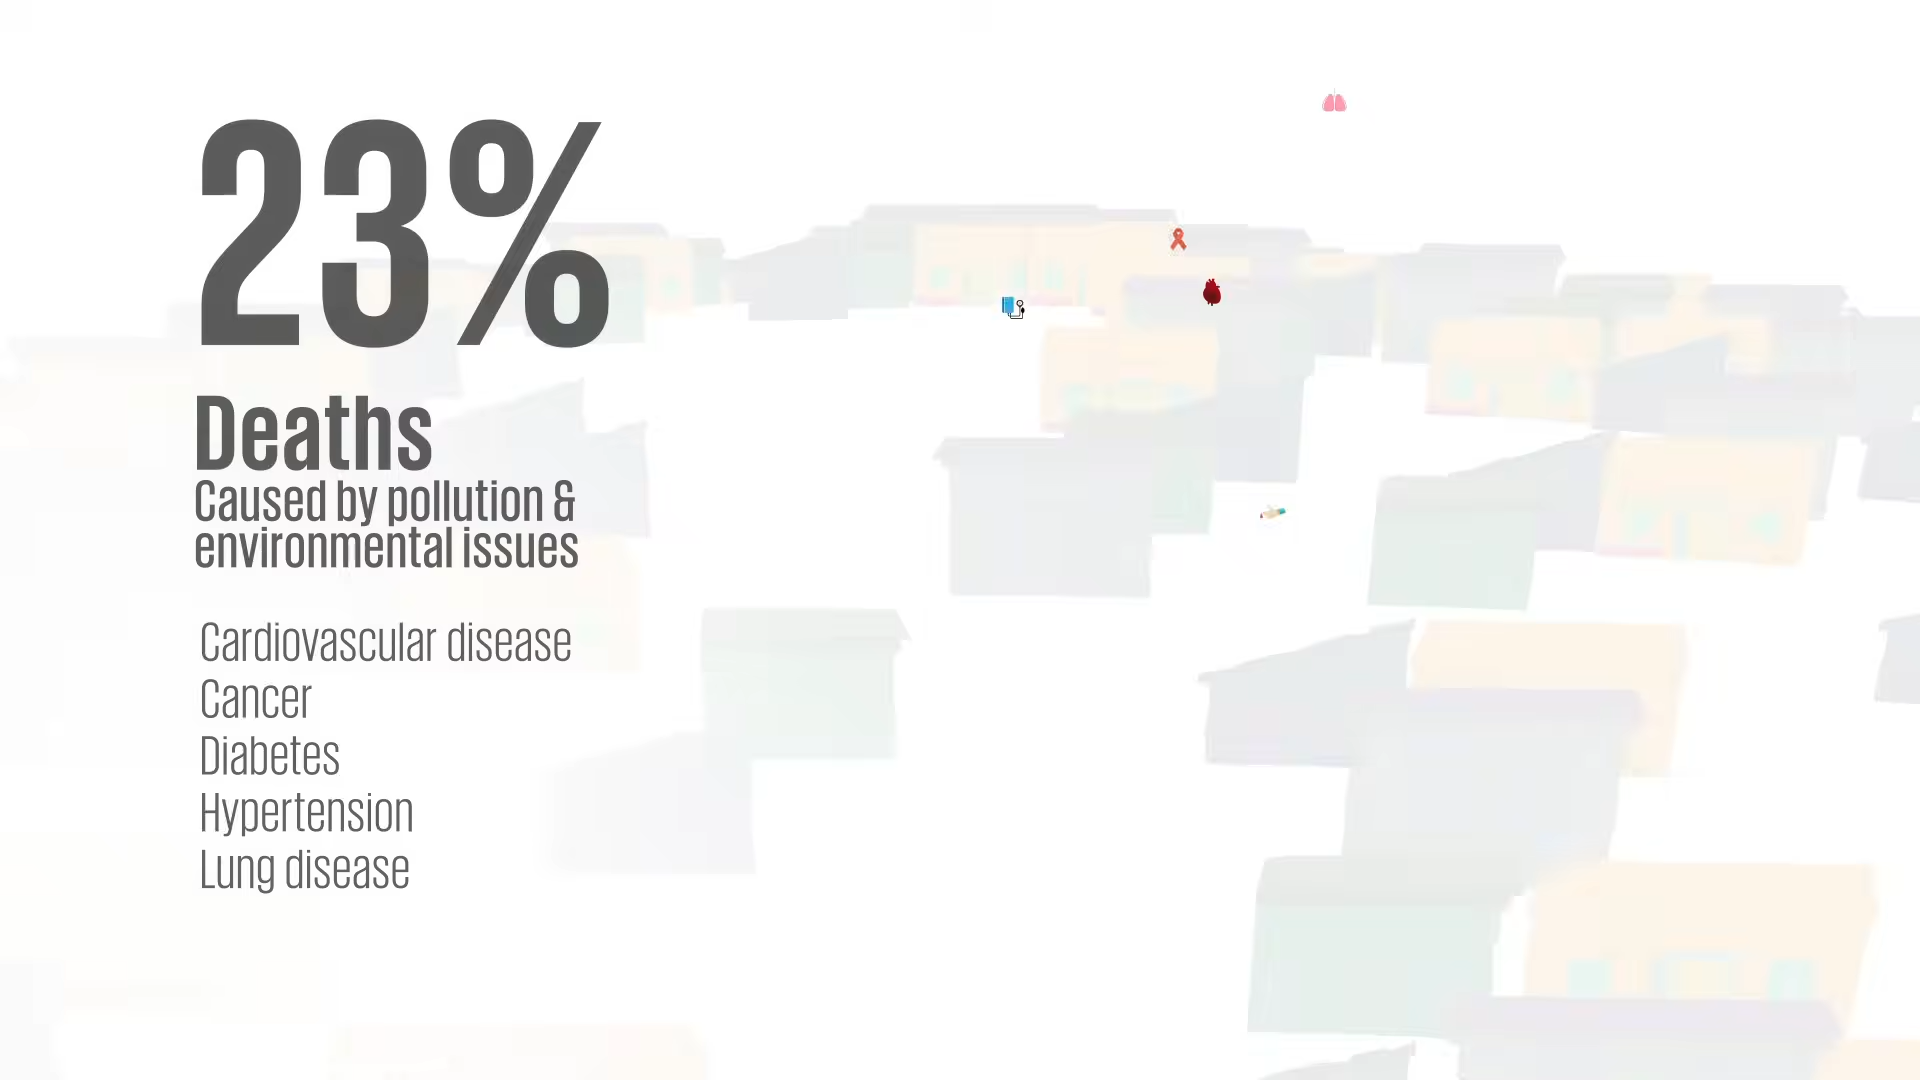 23%
Deaths
Caused by pollution &
environmental issues
Cardiovascular disease
Cancer
Diabetes
Hypertension
Lung disease